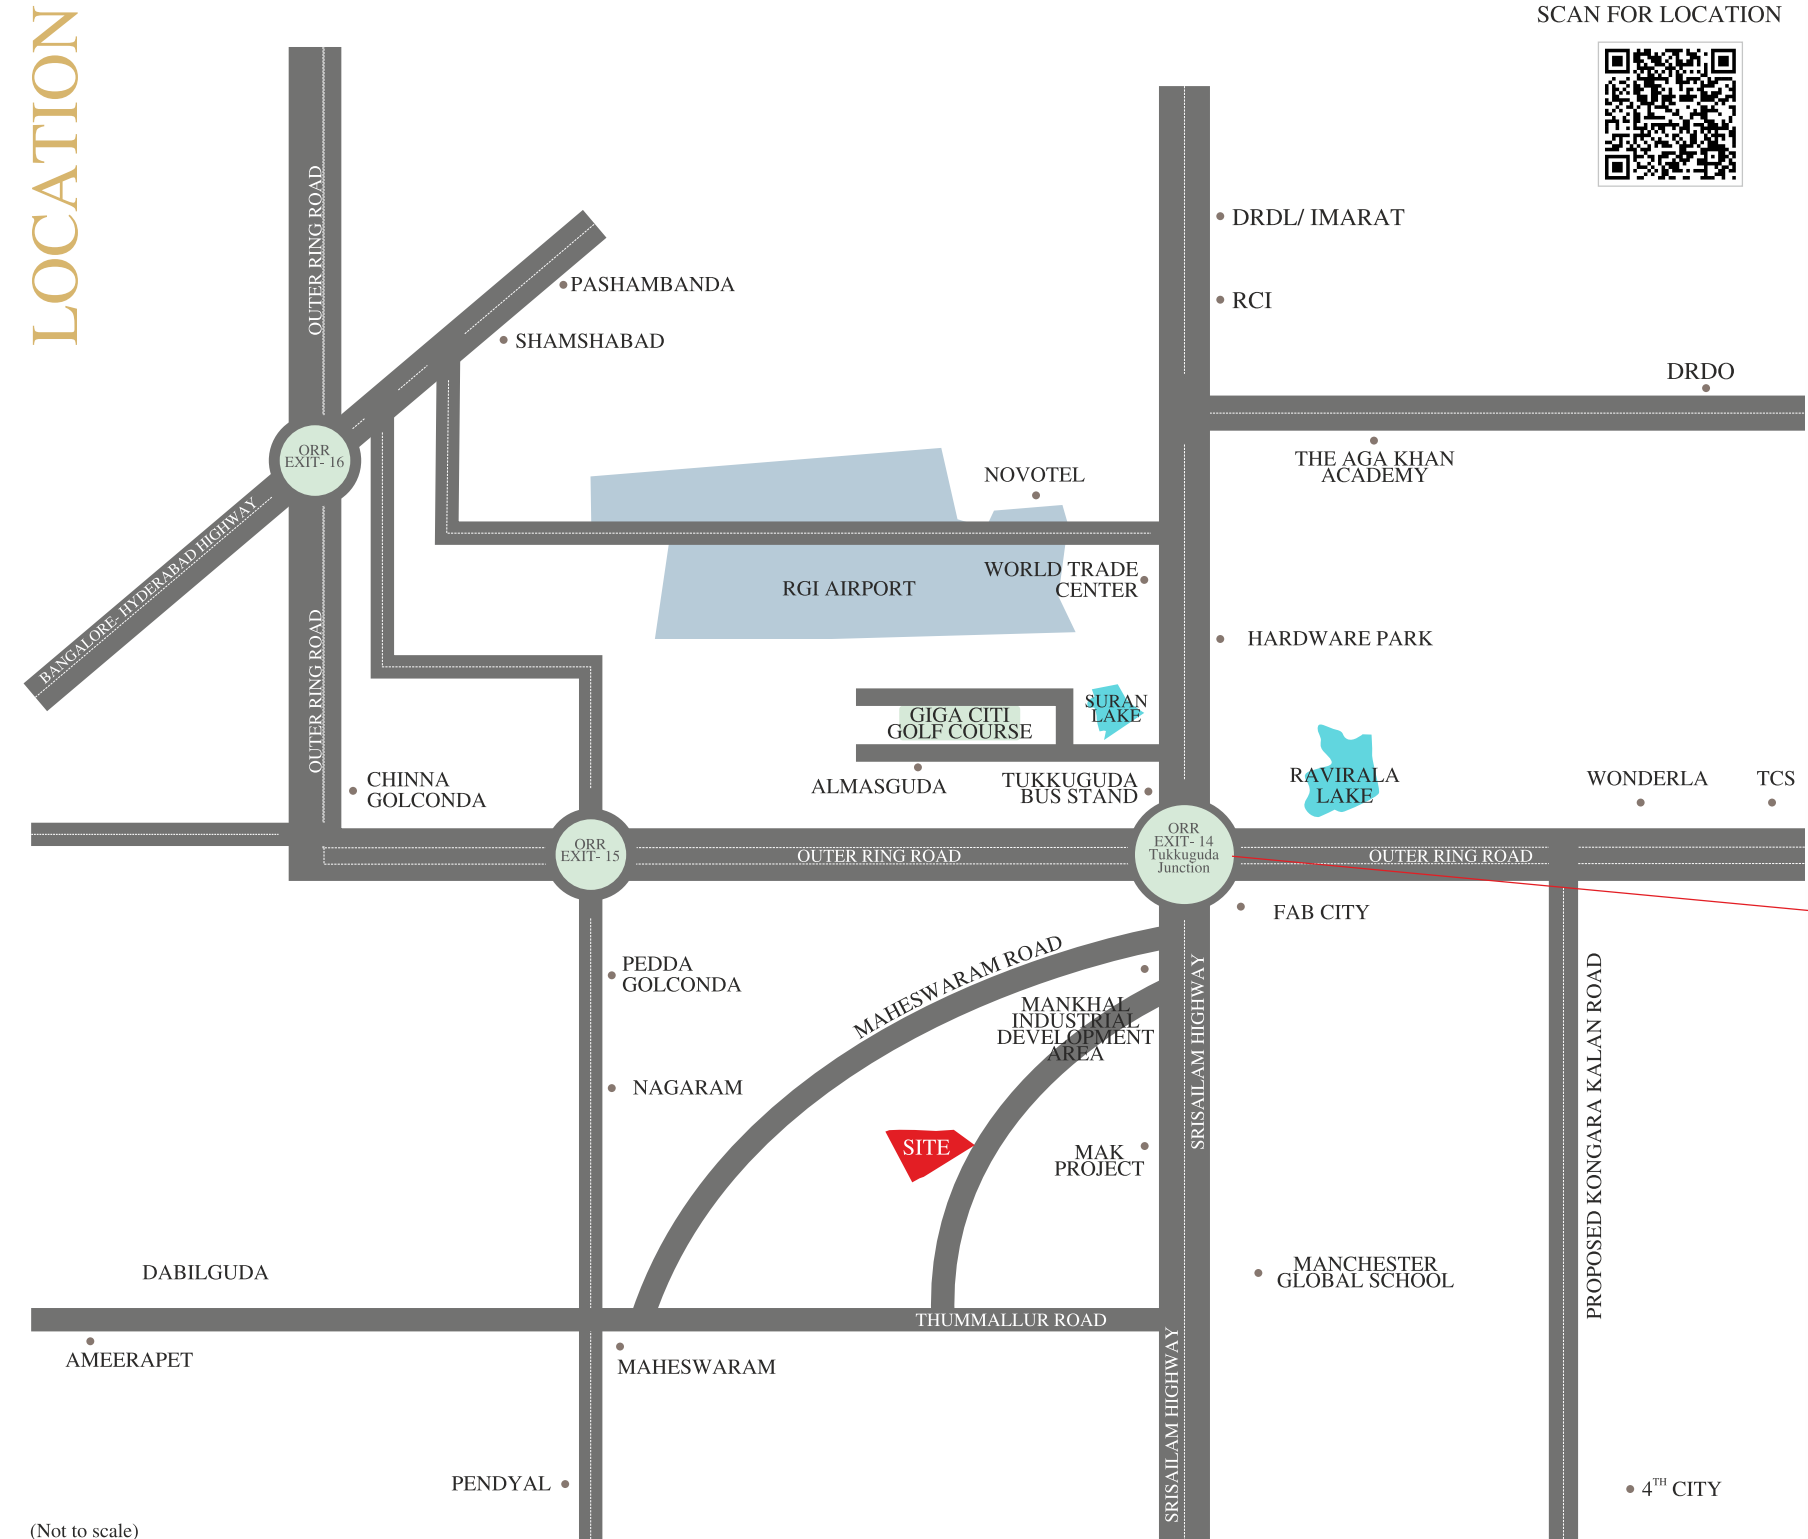 LOCATION
SCAN FOR LOCATION
OUTER RING ROAD
DRDL/ IMARAT
PASHAMBANDA
RCI
SHAMSHABAD
DRDO
ORR
EXIT- 16
THE AGA KHAN
ACADEMY
NOVOTEL
BANGALORE- HYDERABAD HIGHWAY
WORLD TRADE
CENTER
RGI AIRPORT
HARDWARE PARK
OUTER RING ROAD
SURAN
LAKE
GIGA CITI
GOLF COURSE
CHINNA
GOLCONDA
ALMASGUDA
TUKKUGUDA
BUS STAND
RAVIRALA
LAKE
WONDERLA
TCS
ORR
EXIT- 15
OUTER RING ROAD
ORR
EXIT- 14
Tukkuguda
Junction
OUTER RING ROAD
FAB CITY
MAHESWARAM ROAD
PEDDA
GOLCONDA
MANKHAL
INDUSTRIAL
DEVELOPMENT
AREA
SRISAILAM HIGHWAY
PROPOSED KONGARA KALAN ROAD
NAGARAM
SITE
MAK
PROJECT
DABILGUDA
MANCHESTER
GLOBAL SCHOOL
THUMMALLUR ROAD
AMEERAPET
MAHESWARAM
SRISAILAM HIGHWAY
PENDYAL
4TH CITY
(Not to scale)